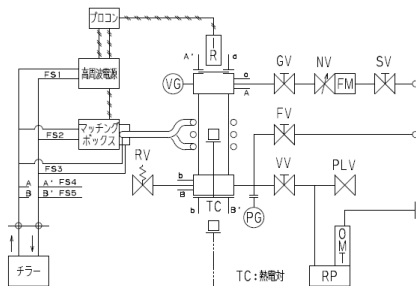 プロコン
IR
A' a
高周波電源
FS1
VG
a
A
GV
NV
FM
SV
マッチング
ボックス
FS2
FS3
RV
FV
A A' FS4
B B' FS5
b
B
VV
PLV
TC
b B'
PG
OMT
RP
チラー
TC:熱電対